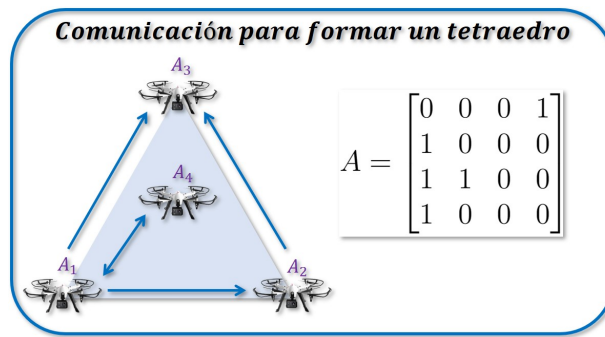 Comunicación para formar un tetraedro
A3
A4
A1
A2
A = [0 0 0 1
1 0 0 0
1 1 0 0
1 0 0 0]